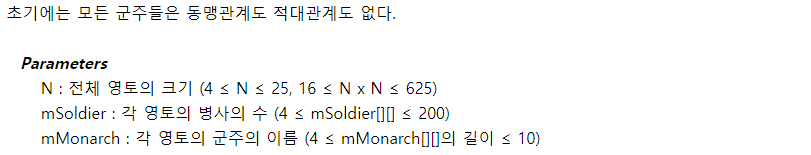 초기에는 모든 군주들은 동맹관계도 적대관계도 없다.
Parameters
N : 전체 영토의 크기 (4 ≤ N ≤ 25, 16 ≤ N x N ≤ 625)
mSoldier : 각 영토의 병사의 수 (4 ≤ mSoldier[][] ≤ 200)
mMonarch : 각 영토의 군주의 이름 (4 ≤ mMonarch[][]의 길이 ≤ 10)